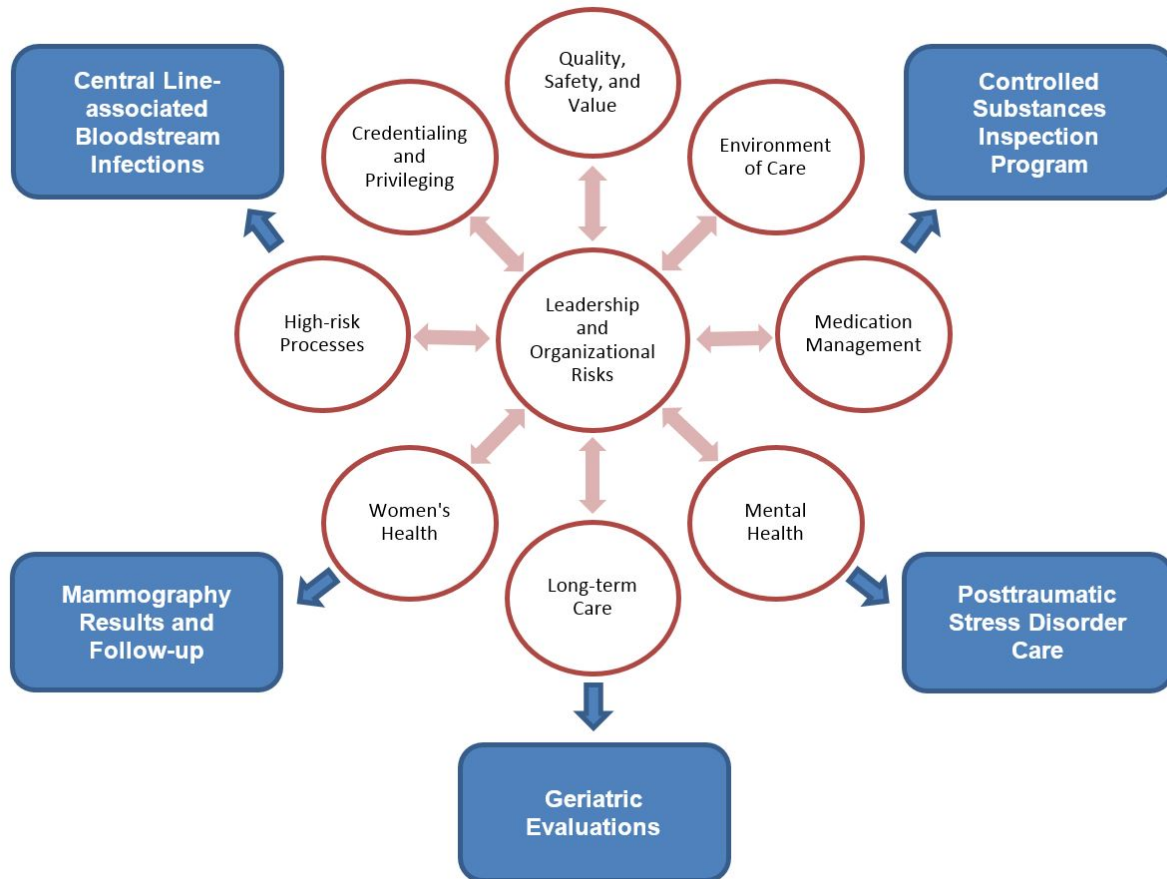 Quality,
Safety, and
Value
Central Line-
associated
Bloodstream
Infections
Controlled
Substances
Inspection
Program
Credentialing
and
Privileging
Environment
of Care
High-risk
Processes
Leadership
and
Organizational
Risks
Medication
Management
Women's
Health
Mental
Health
Long-term
Care
Mammography
Results and
Follow-up
Posttraumatic
Stress Disorder
Care
Geriatric
Evaluations